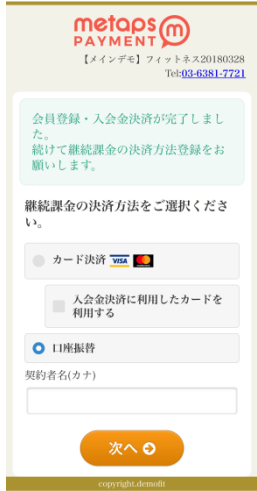 metaps
PAYMENT
【メインデモ】フィットネス20180328
Tel:03-6381-7721
会員登録・入会金決済が完了しまし
た。
続けて継続課金の決済方法登録をお
願いします。
継続課金の決済方法をご選択くださ
い。
カード決済 VISA
入会金決済に利用したカードを
利用する
口座振替
契約者名(カナ)
次へ
copyright.demofit